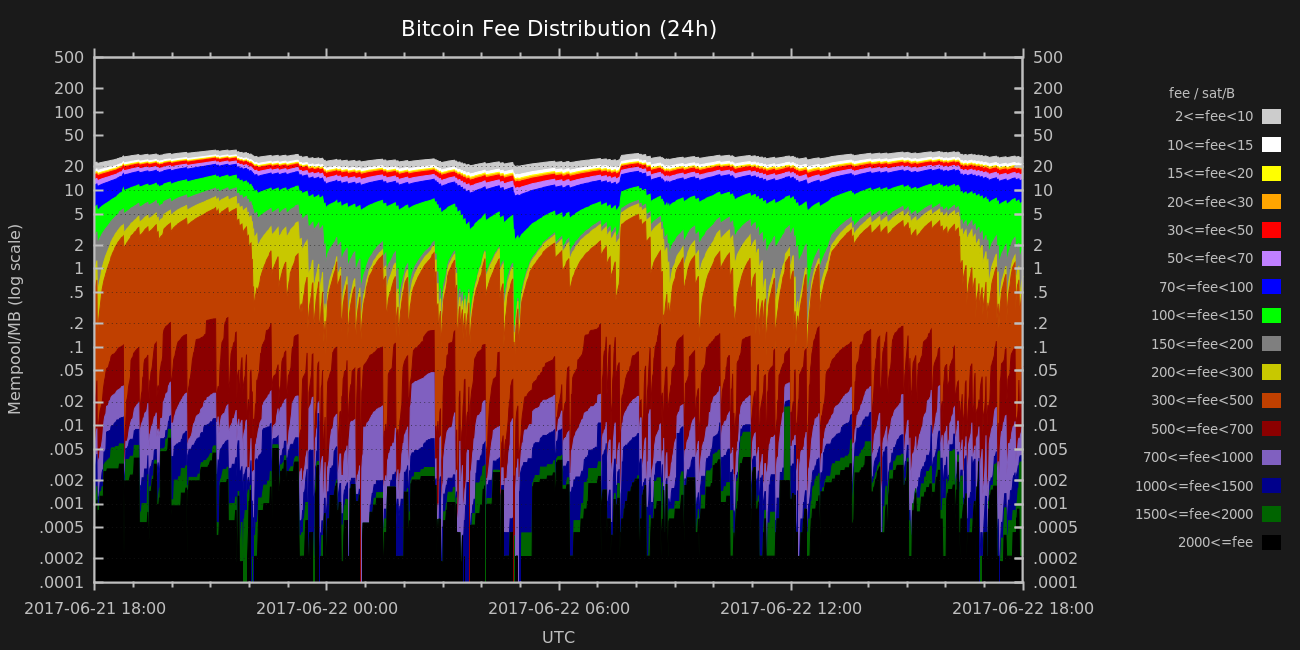 Bitcoin Fee Distribution (24h)
500 500
200 200
100 100
50 50
20 20
10 10
5 5
2 2
1 1
.5 .5
.2 .2
.1 .1
.05 .05
.02 .02
.01 .01
.005 .005
.002 .002
.001 .001
.0005 .0005
.0002 .0002
.0001 .0001
Mempool/MB (log scale)
2017-06-21 18:00 2017-06-22 00:00 2017-06-22 06:00 2017-06-22 12:00 2017-06-22 18:00
UTC
fee / sat/B
2<=fee<10
10<=fee<15
15<=fee<20
20<=fee<30
30<=fee<50
50<=fee<70
70<=fee<100
100<=fee<150
150<=fee<200
200<=fee<300
300<=fee<500
500<=fee<700
700<=fee<1000
1000<=fee<1500
1500<=fee<2000
2000<=fee